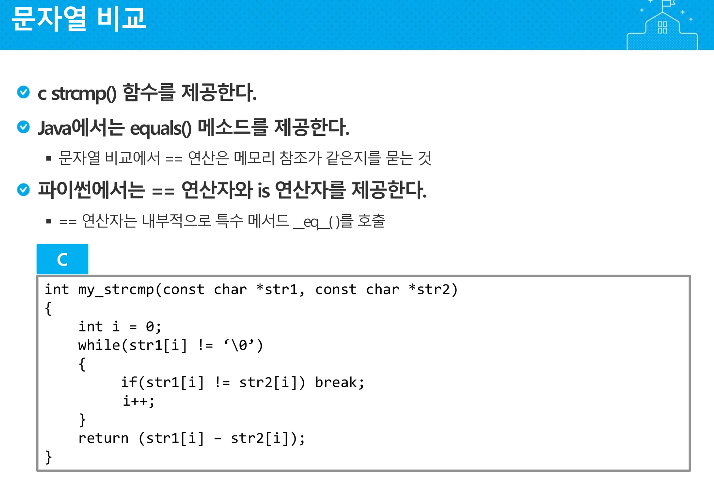 문자열 비교
c strcmp() 함수를 제공한다.
Java에서는 equals() 메소드를 제공한다.
▪ 문자열 비교에서 == 연산은 메모리 참조가 같은지를 묻는 것
파이썬에서는 == 연산자와 is 연산자를 제공한다.
▪ == 연산자는 내부적으로 특수 메서드 __eq__( )를 호출
C
int my_strcmp(const char *str1, const char *str2)
{
    int i = 0;
    while(str1[i] != ‘\0’)
    {
         if(str1[i] != str2[i]) break;
         i++;
    }
    return (str1[i] – str2[i]);
}